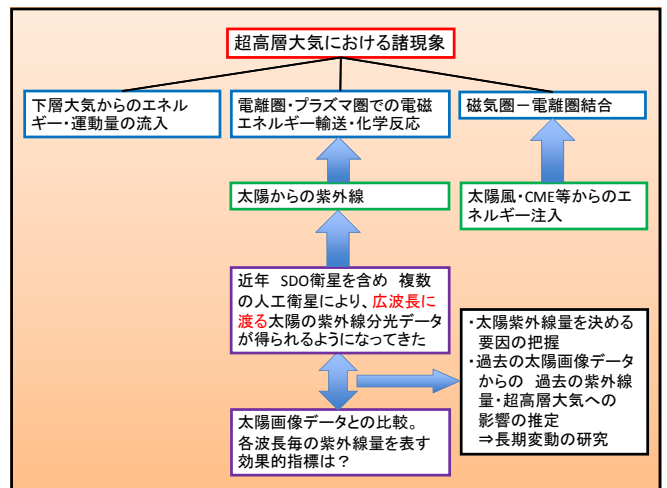 超高層大気における諸現象
下層大気からのエネル
ギー・運動量の流入
電離圏・プラズマ圏での電磁
エネルギー輸送・化学反応
磁気圏－電離圏結合
太陽からの紫外線
太陽風・CME等からのエ
ネルギー注入
近年 SDO衛星を含め 複数
の人工衛星により、広波長に
渡る太陽の紫外線分光データ
が得られるようになってきた
・太陽紫外線量を決める
要因の把握
・過去の太陽画像データ
からの 過去の紫外線
量・超高層大気への
影響の推定
⇒長期変動の研究
太陽画像データとの比較。
各波長毎の紫外線量を表す
効果的指標は？